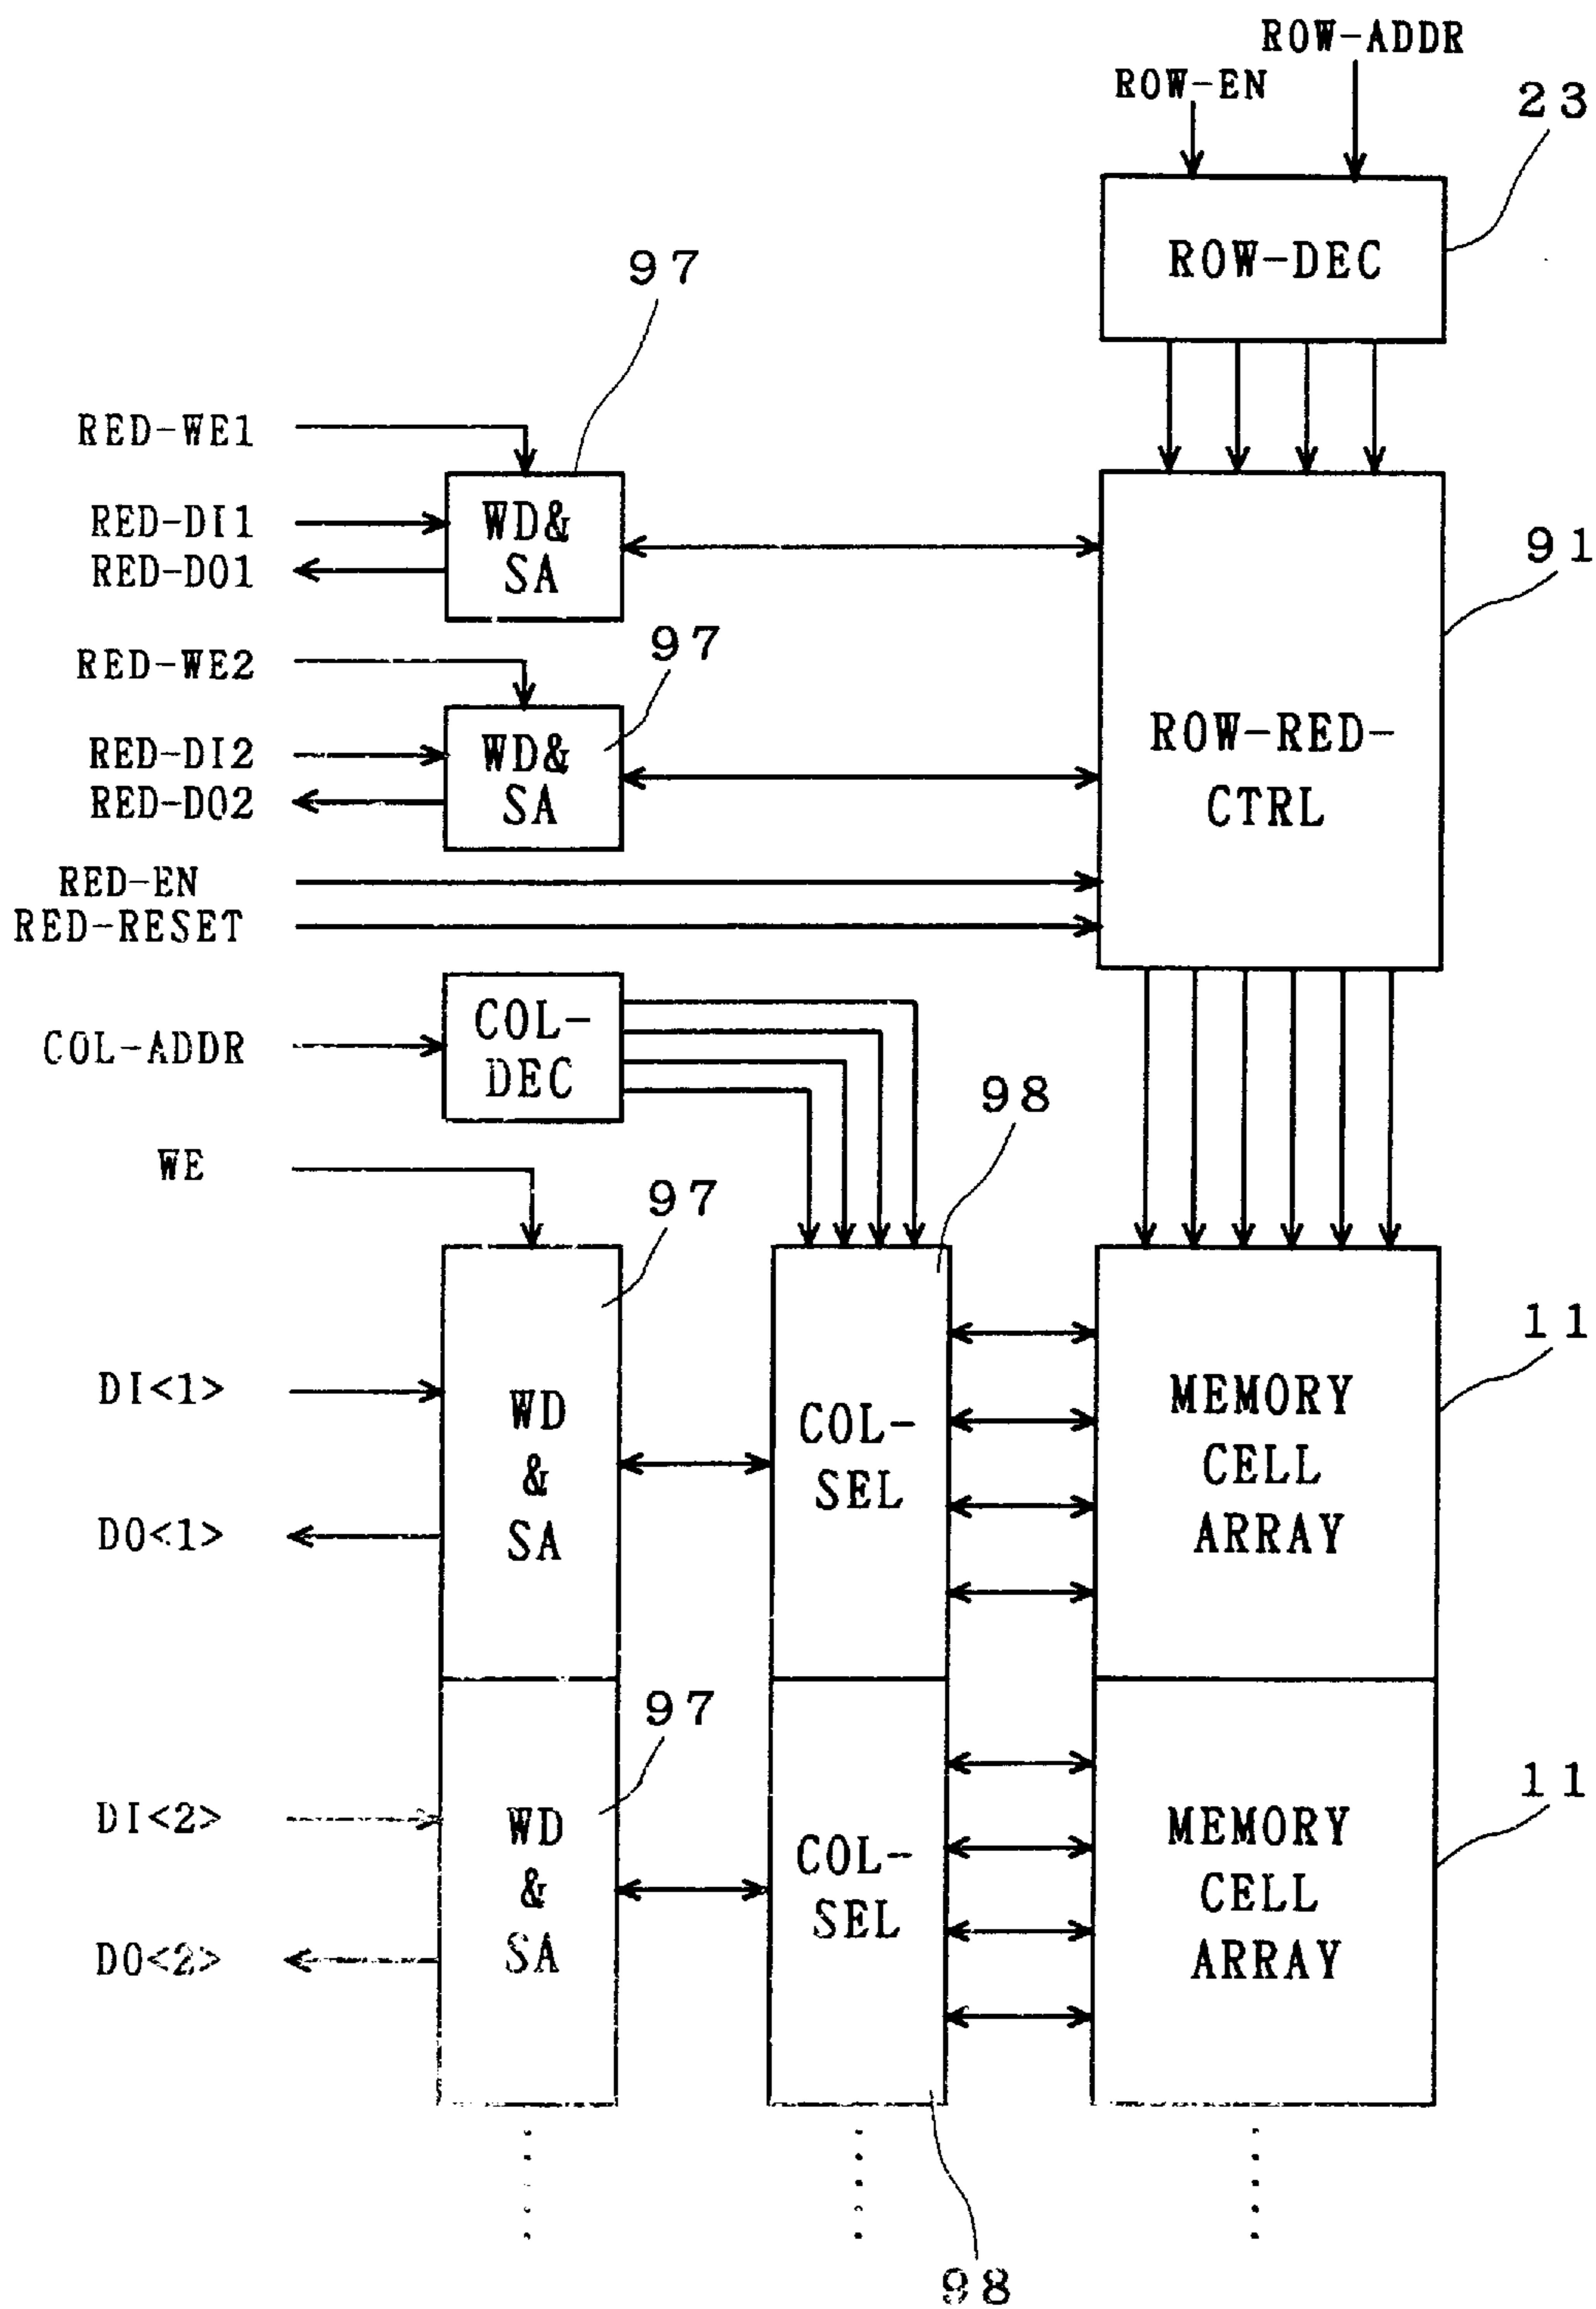 ROW-ADDR
ROW-EN
23
ROW-DEC
97
RED-WE1
RED-DI1
WD&
SA
RED-DO1
91
RED-WE2
97
RED-DI2
WD&
SA
RED-DO2
ROW-RED-
CTRL
RED-EN
RED-RESET
COL-ADDR
COL-
DEC
98
WE
97
11
DI<1>
WD
&
SA
COL-
SEL
MEMORY
CELL
ARRAY
DO<1>
97
11
DI<2>
WD
&
SA
COL-
SEL
MEMORY
CELL
ARRAY
DO<2>
98